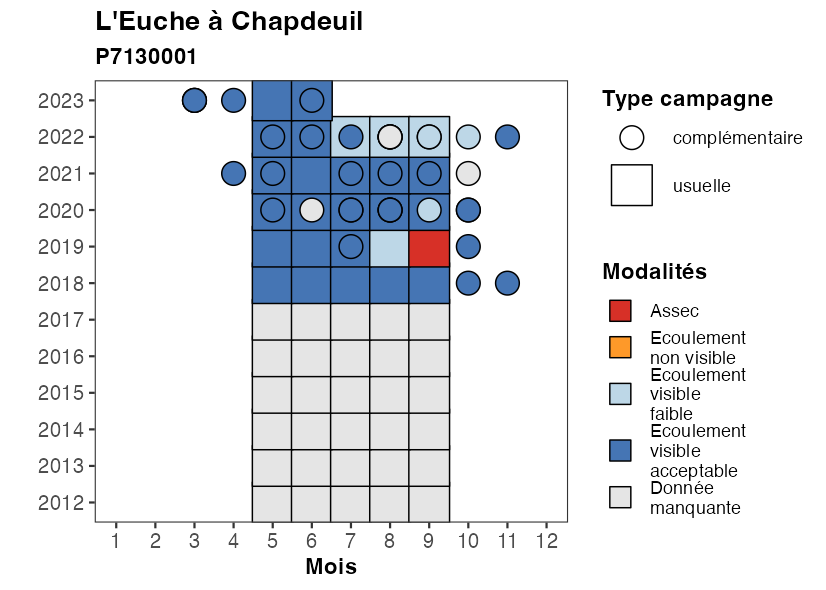 L'Euche à Chapdeuil
P7130001
2023
2022
2021
2020
2019
2018
2017
2016
2015
2014
2013
2012
1 2 3 4 5 6 7 8 9 10 11 12
Mois
Type campagne
complémentaire
usuelle
Modalités
Assec
Ecoulement
non visible
Ecoulement
visible
faible
Ecoulement
visible
acceptable
Donnée
manquante